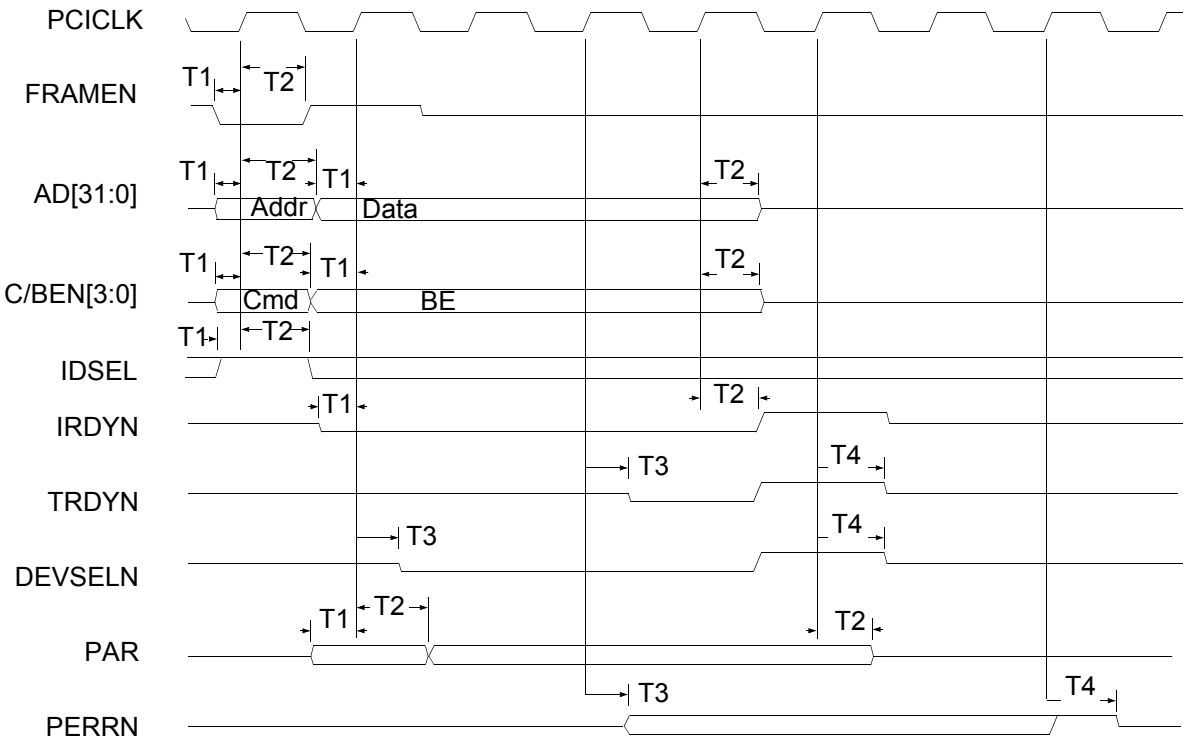 PCICLK
T1 T2
FRAMEN
T1 T2 T1 T2
AD[31:0]
Addr Data
T1 T2 T1 T2
C/BEN[3:0]
Cmd BE
T1 T2
IDSEL
T1 T2
IRDYN
T3 T4
TRDYN
T3 T4
DEVSELN
T1 T2 T2
PAR
T3 T4
PERRN